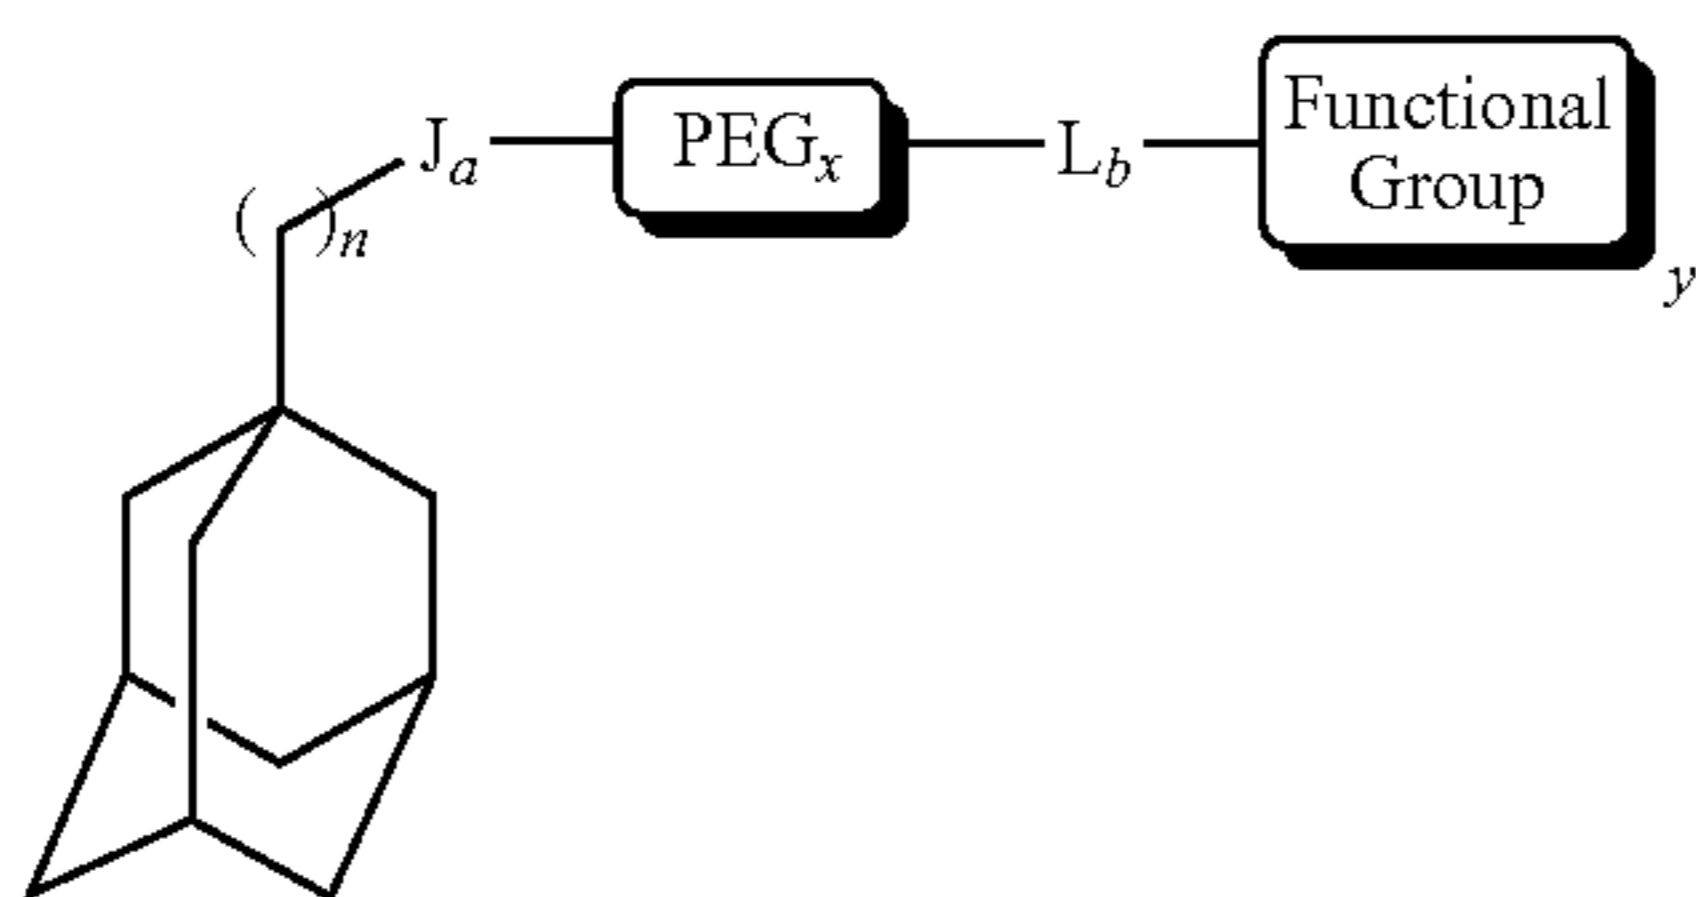 ( )n
Ja
PEGx
Lb
Functional
Group
y